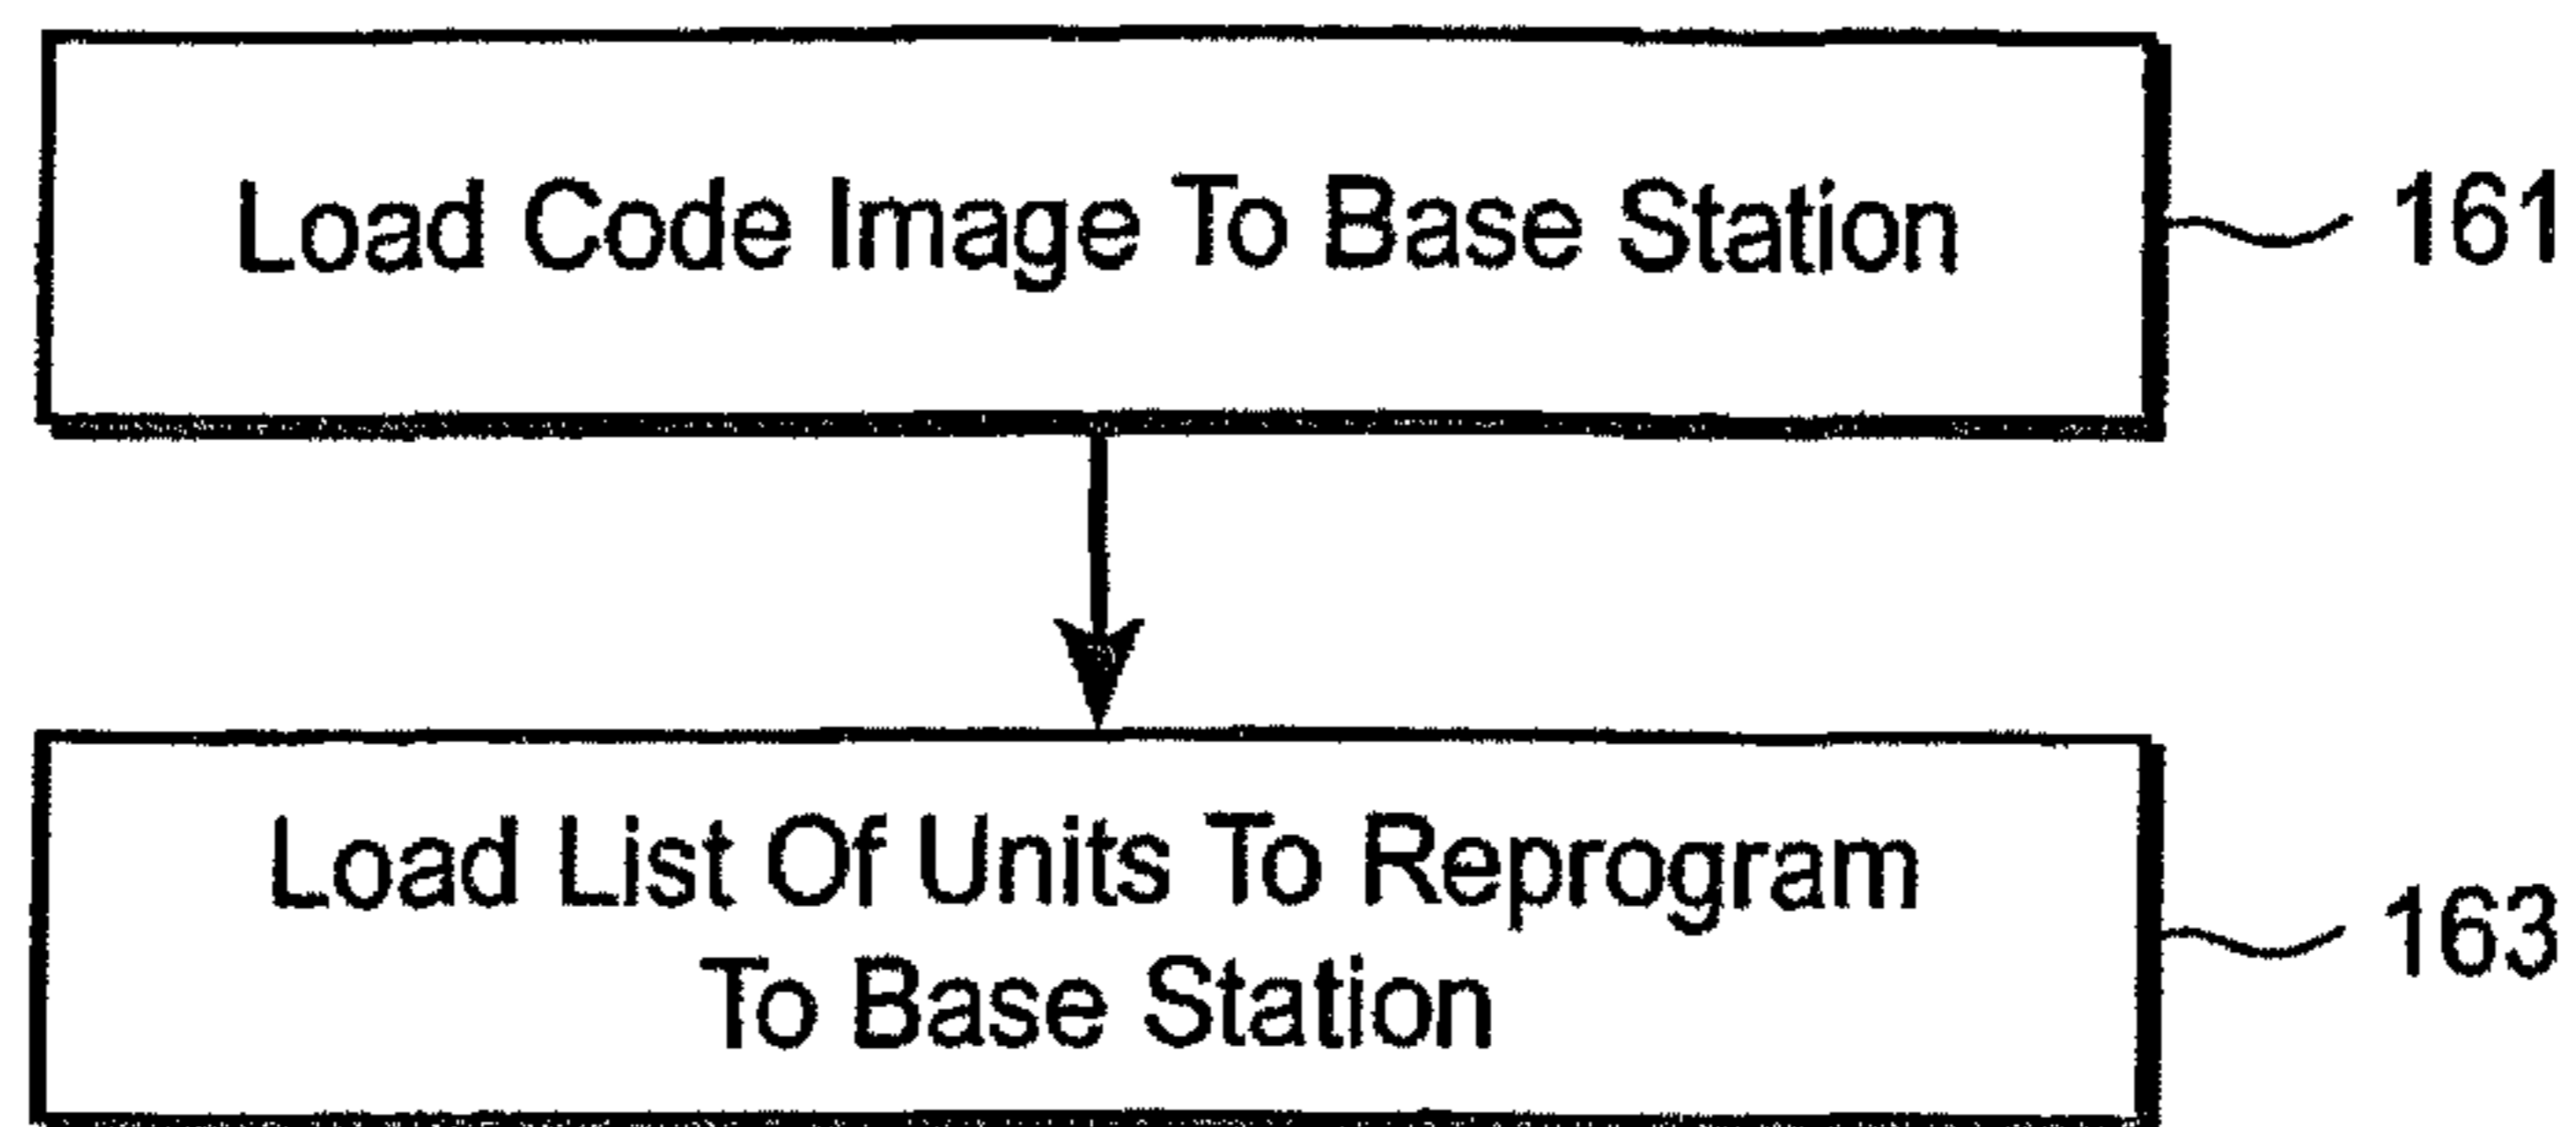 Load Code Image To Base Station
161
Load List Of Units To Reprogram
To Base Station
163